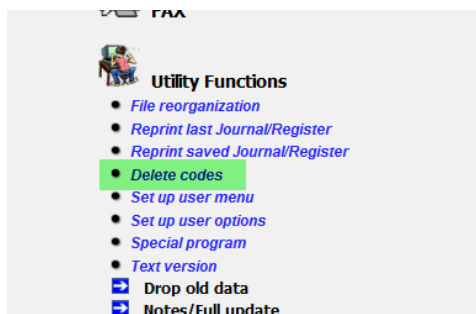 FAX
Utility Functions
File reorganization
Reprint last Journal/Register
Reprint saved Journal/Register
Delete codes
Set up user menu
Set up user options
Special program
Text version
Drop old data
Notes/Full update